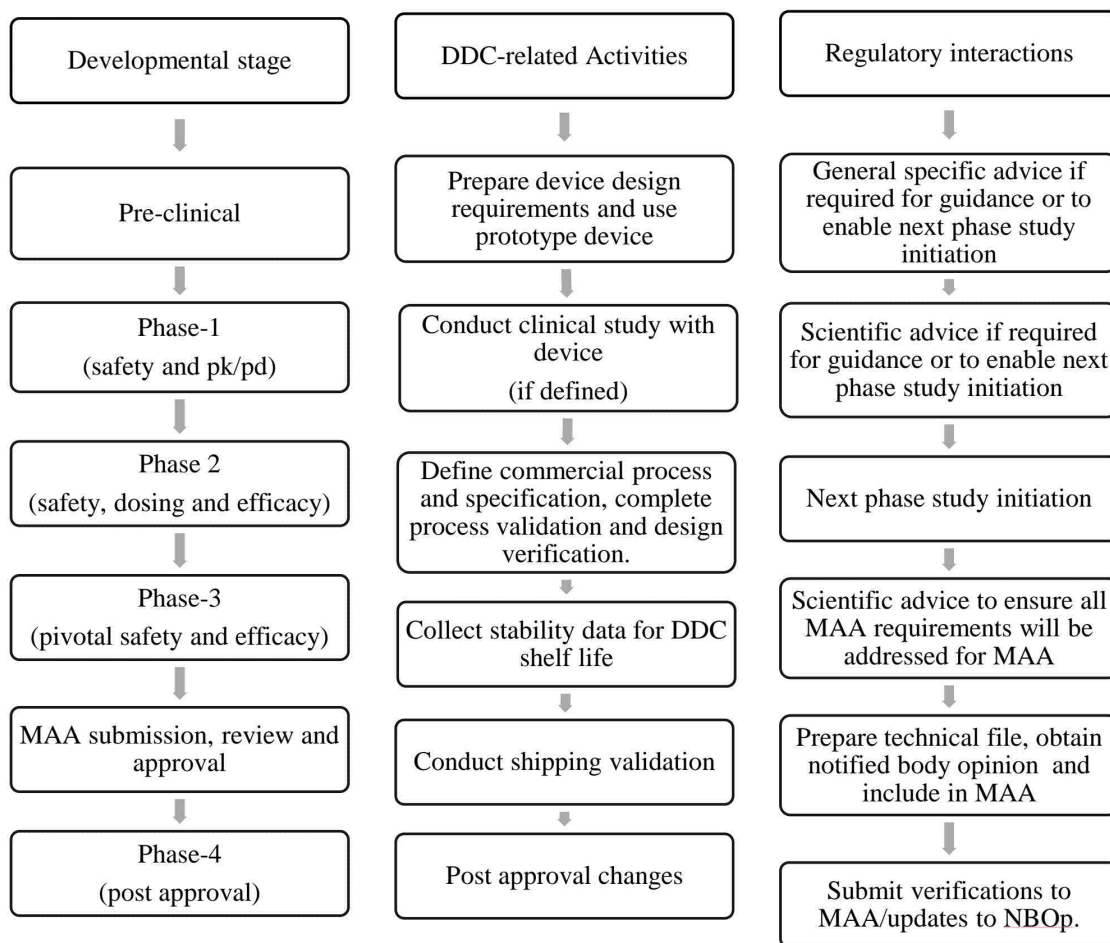 Developmental stage
Pre-clinical
Phase-1
(safety and pk/pd)
Phase 2
(safety, dosing and efficacy)
Phase-3
(pivotal safety and efficacy)
MAA submission, review and
approval
Phase-4
(post approval)
DDC-related Activities
Prepare device design
requirements and use
prototype device
Conduct clinical study with
device
(if defined)
Define commercial process
and specification, complete
process validation and design
verification.
Collect stability data for DDC
shelf life
Conduct shipping validation
Post approval changes
Regulatory interactions
General specific advice if
required for guidance or to
enable next phase study
initiation
Scientific advice if required
for guidance or to enable next
phase study initiation
Next phase study initiation
Scientific advice to ensure all
MAA requirements will be
addressed for MAA
Prepare technical file, obtain
notified body opinion and
include in MAA
Submit verifications to
MAA/updates to NBOp.